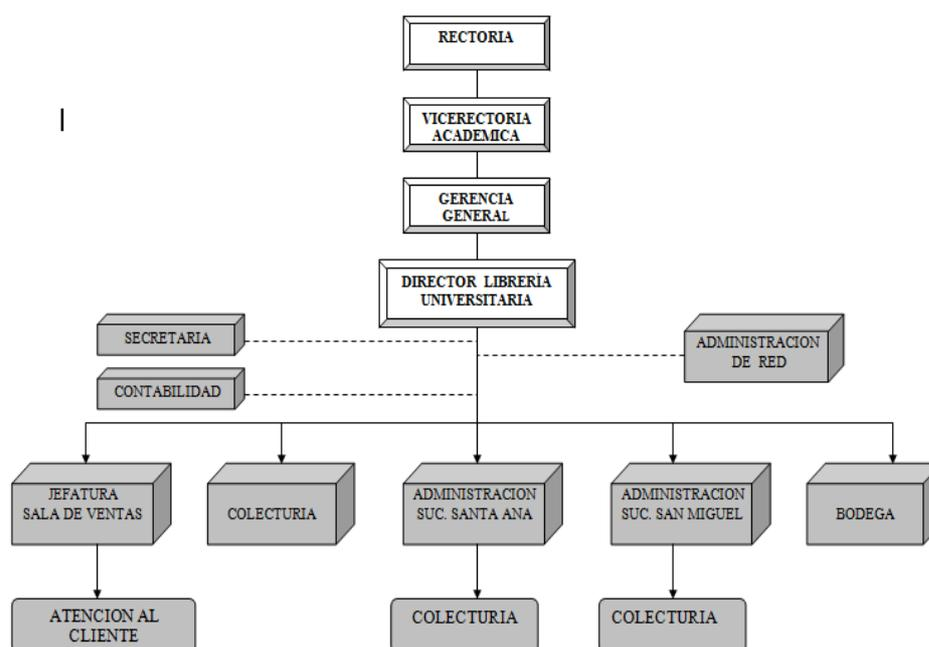 RECTORIA
VICERECTORIA
ACADEMICA
GERENCIA
GENERAL
DIRECTOR LIBRERÍA
UNIVERSITARIA
SECRETARIA
ADMINISTRACION
DE RED
CONTABILIDAD
JEFATURA
SALA DE VENTAS
COLECTURIA
ADMINISTRACION
SUC. SANTA ANA
ADMINISTRACION
SUC. SAN MIGUEL
BODEGA
ATENCION AL
CLIENTE
COLECTURIA
COLECTURIA